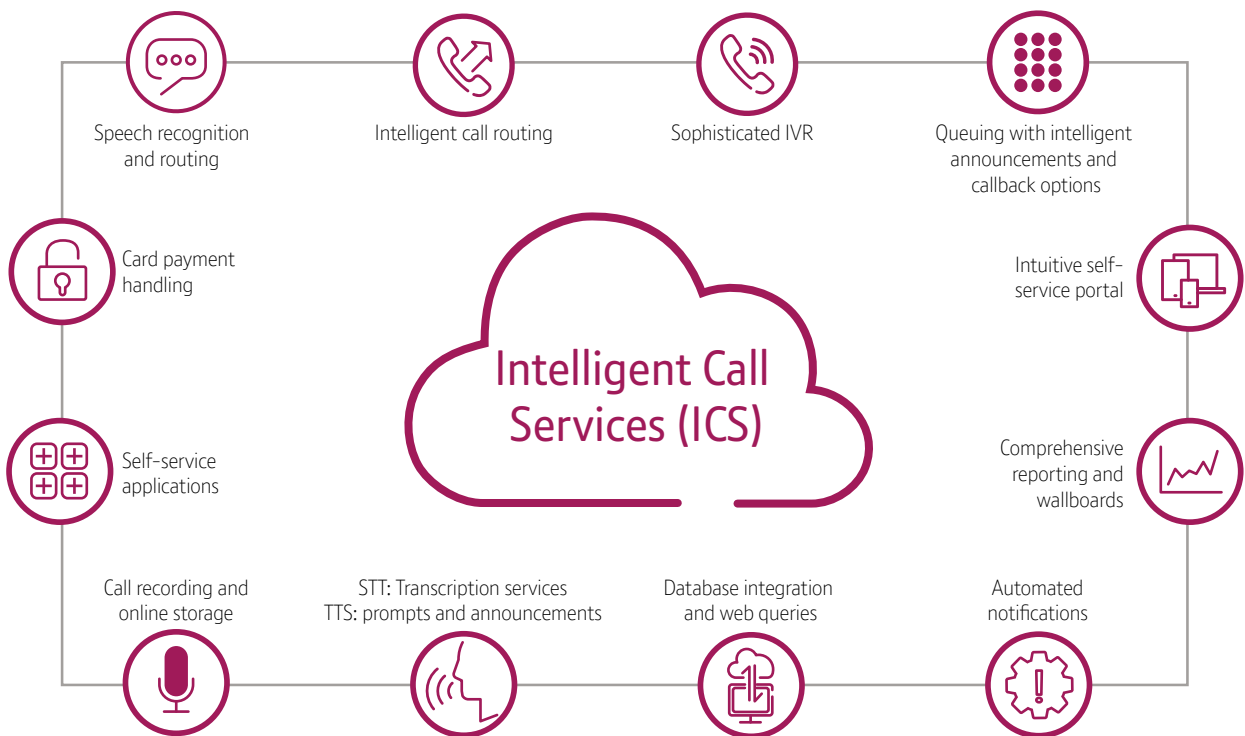 Speech recognition
and routing
Intelligent call routing
Sophisticated IVR
Queuing with intelligent
announcements and
callback options
Card payment
handling
Intuitive self-
service portal
Intelligent Call
Services (ICS)
Self-service
applications
Comprehensive
reporting and
wallboards
Call recording and
online storage
STT: Transcription services
TTS: prompts and announcements
Database integration
and web queries
Automated
notifications